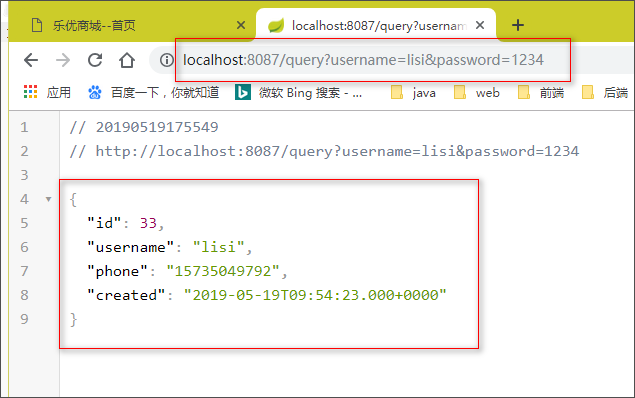 乐优商城--首页
localhost:8087/query?usernam
localhost:8087/query?username=lisi&password=1234
应用 百度一下，你就知道 微软 Bing 搜索 - ... java web 前端 后端
1 // 20190519175549
2 // http://localhost:8087/query?username=lisi&password=1234
3
4 {
5 "id": 33,
6 "username": "lisi",
7 "phone": "15735049792",
8 "created": "2019-05-19T09:54:23.000+0000"
9 }